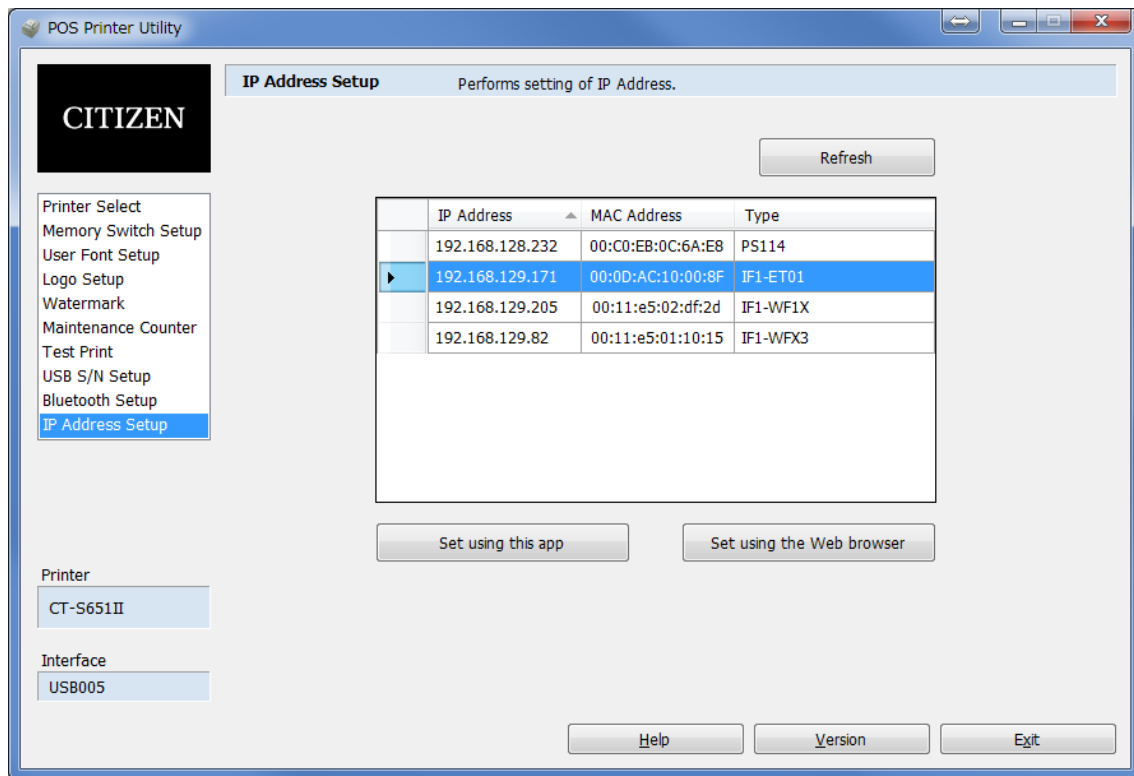 POS Printer Utility
CITIZEN
IP Address Setup Performs setting of IP Address.
Refresh
Printer Select
Memory Switch Setup
User Font Setup
Logo Setup
Watermark
Maintenance Counter
Test Print
USB S/N Setup
Bluetooth Setup
IP Address Setup
IP Address MAC Address Type
192.168.128.232 00:C0:EB:0C:6A:E8 PS114
192.168.129.171 00:0D:AC:10:00:8F IF1-ET01
192.168.129.205 00:11:e5:02:df:2d IF1-WF1X
192.168.129.82 00:11:e5:01:10:15 IF1-WFX3
Set using this app Set using the Web browser
Printer
CT-S651II
Interface
USB005
Help Version Exit